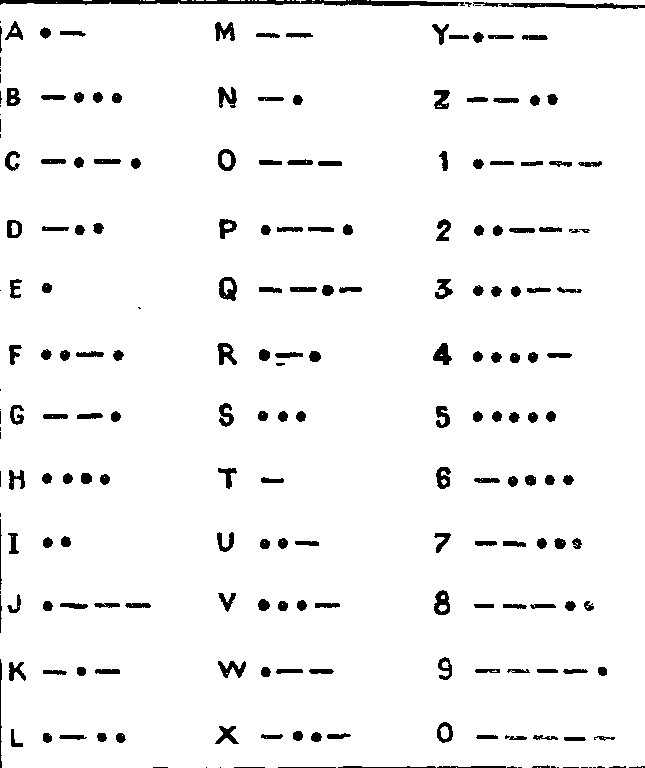 A •— M —— Y —•——
B —••• N —• Z ——••
C —•—• O ——— 1 •————
D —•• P •——• 2 ••———
E • Q ——•— 3 •••——
F ••—• R •—• 4 ••••—
G ——• S ••• 5 •••••
H •••• T — 6 —••••
I •• U ••— 7 ——•••
J •——— V •••— 8 ———••
K —•— W •—— 9 ————•
L •—•• X —••— 0 —————